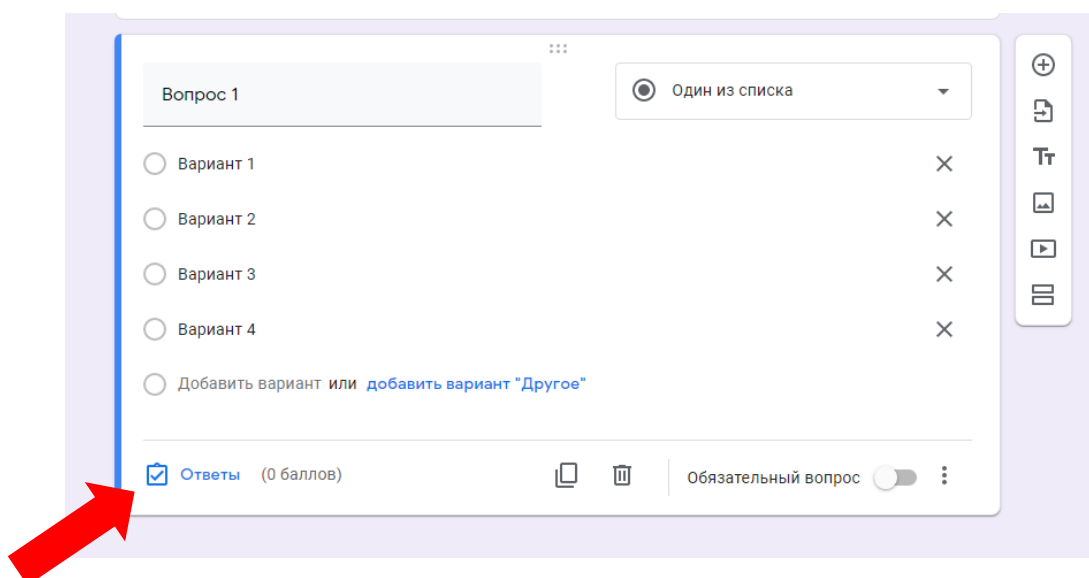 Вопрос 1
Один из списка
Вариант 1
Вариант 2
Вариант 3
Вариант 4
Добавить вариант или добавить вариант "Другое"
Ответы (0 баллов)
Обязательный вопрос
Тт